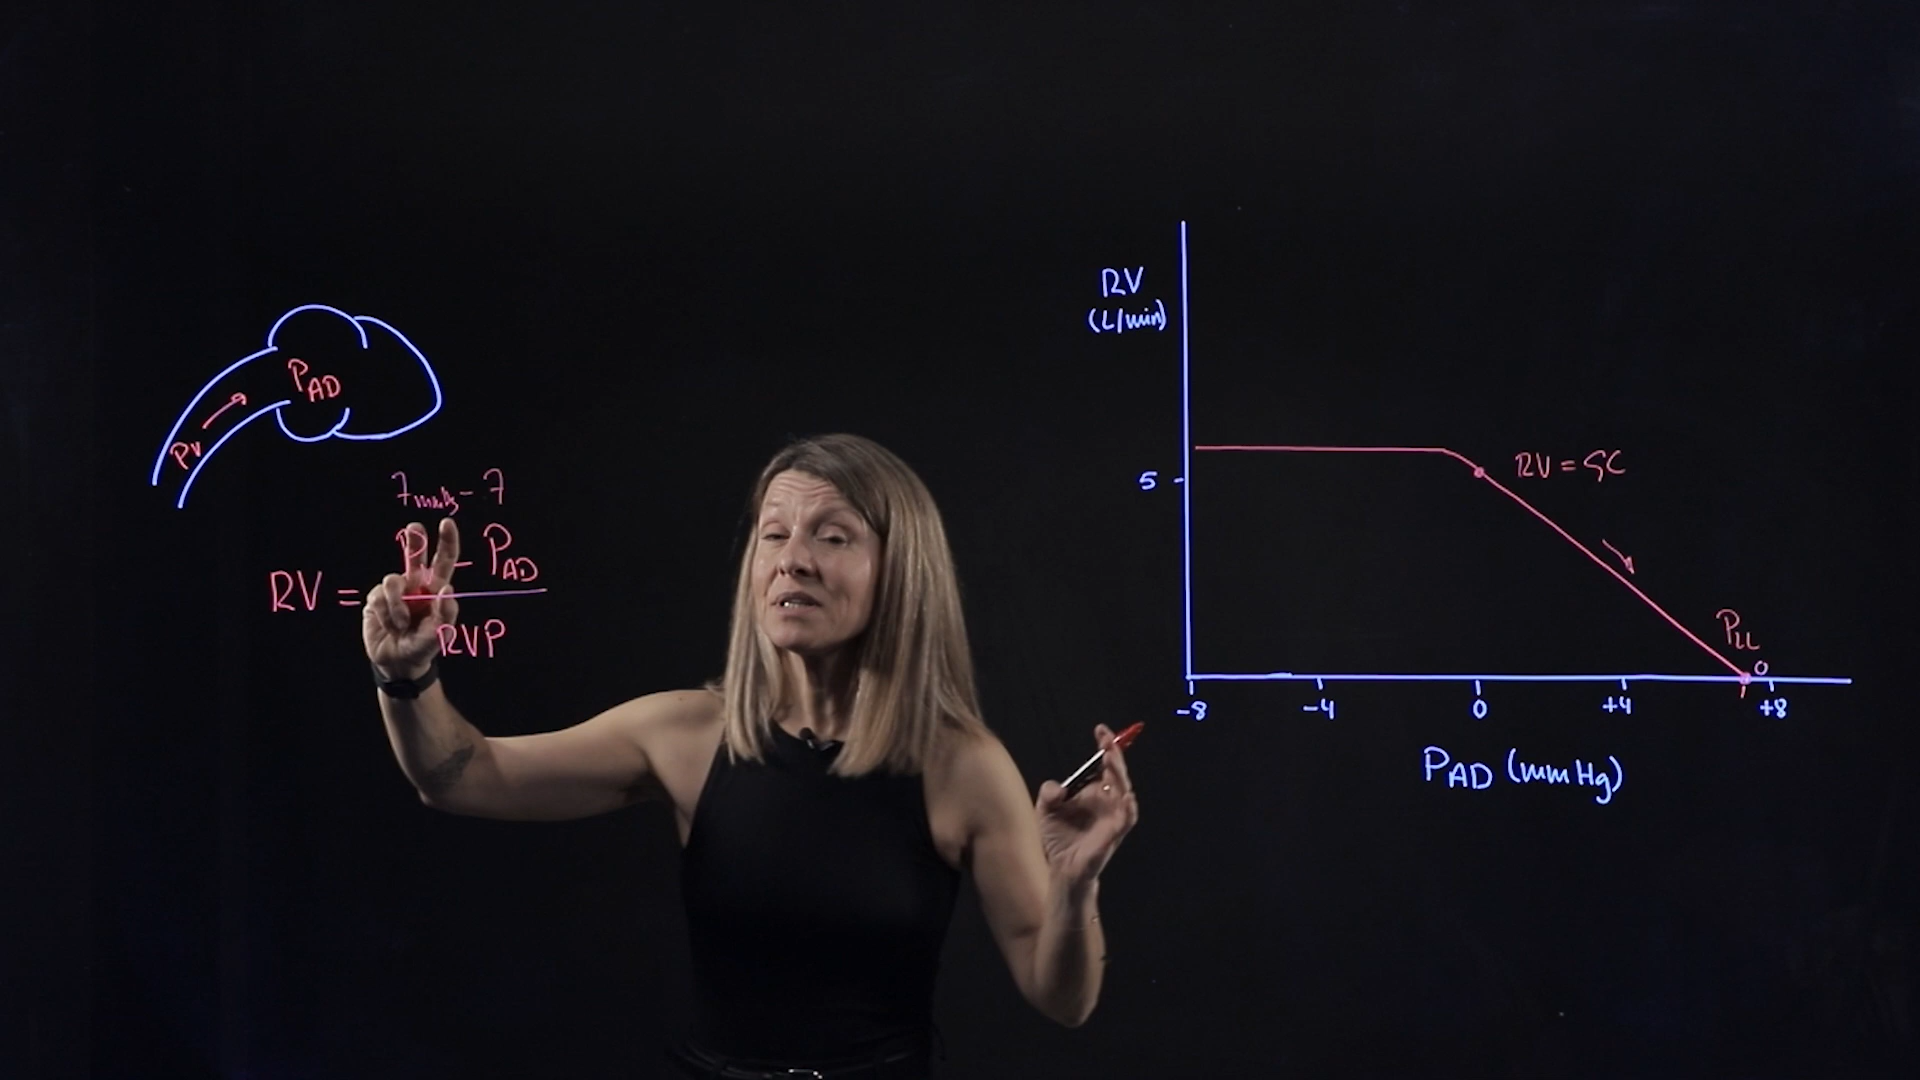 PAD
PV
7 mmHg - 7
Pv - PAD
RV =
RVP
RV
(L/min)
5
RV = GC
PLL
0
-8 -4 0 +4 +8
PAD (mmHg)